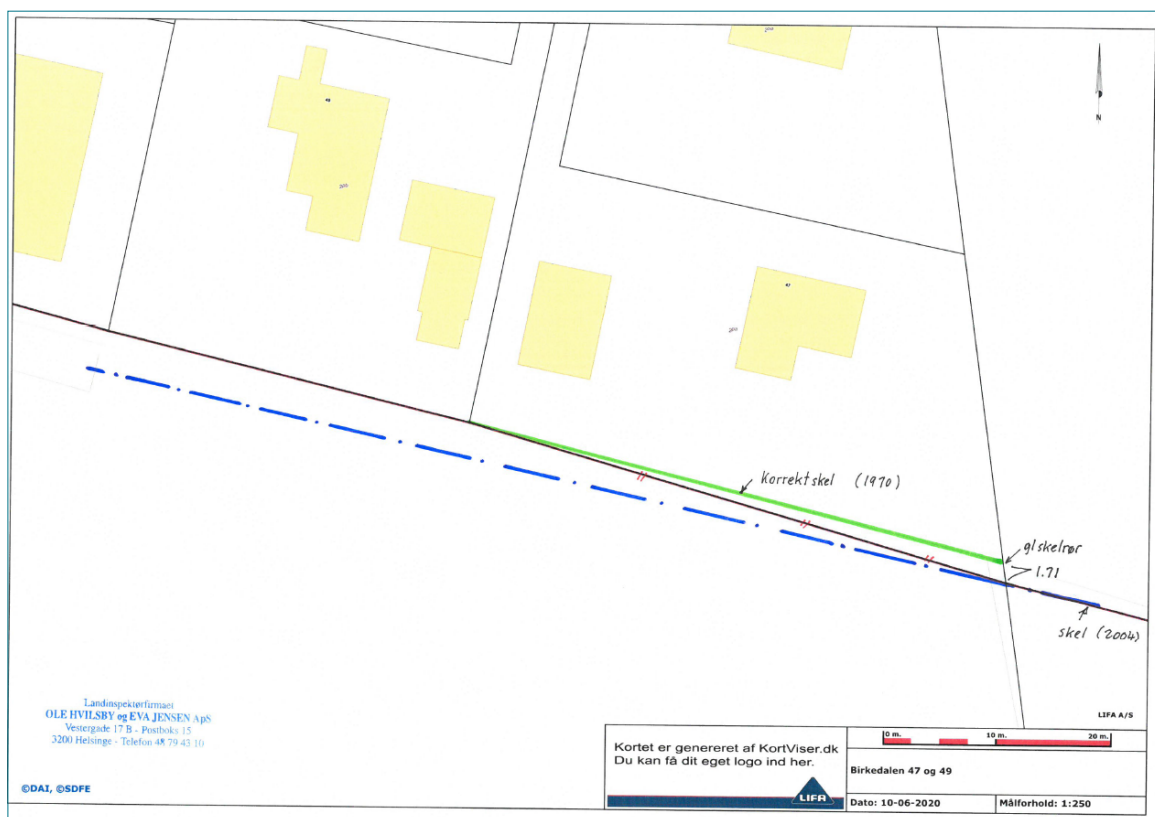 N
49
47
Korrekt skel (1970)
gl skelrør
1.71
skel (2004)
Landinspektørfirmaet
OLE HVILSBY og EVA JENSEN ApS
Vestergade 17 B - Postboks 15
3200 Helsinge - Telefon 48 79 43 10
©DAI, ©SDFE
LIFA A/S
Kortet er genereret af KortViser.dk
Du kan få dit eget logo ind her.
LIFA
0 m. 10 m. 20 m.
Birkedalen 47 og 49
Dato: 10-06-2020 Målforhold: 1:250